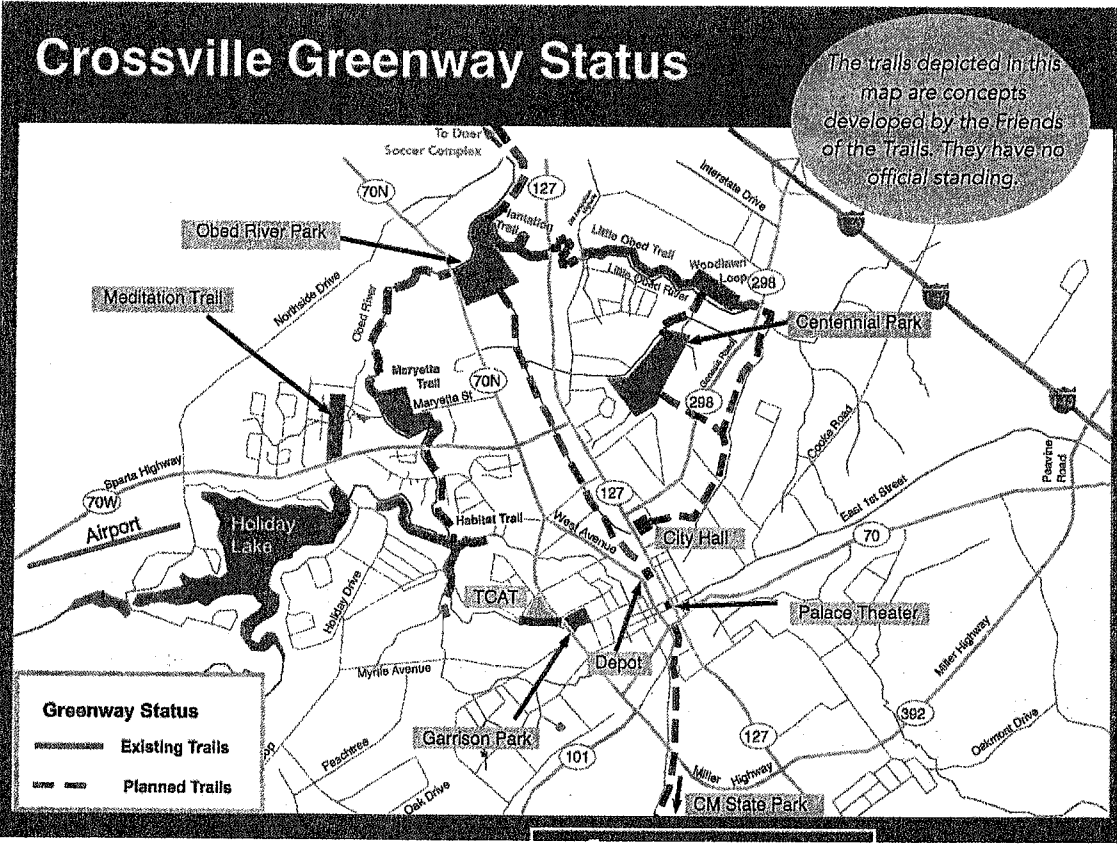 Crossville Greenway Status
The trails depicted in this
map are concepts
developed by the Friends
of the Trails. They have no
official standing.
To Duer
Soccer Complex
70N
127
Interstate Drive
Obed River Park
Plantation
Trail
Little Obed Trail
Little Obed River
Woodlawn
Loop
298
Northside Drive
Meditation Trail
Obed River
Centennial Park
Maryetta
Trail
Maryetta St
70N
Genesis Road
298
Cooke Road
Peavine
Road
Sparta Highway
70W
Airport
Holiday
Lake
Habitat Trail
West Avenue
127
City Hall
East 1st Street
70
TCAT
Holiday Drive
Palace Theater
Depot
Myrtle Avenue
Miller Highway
Garrison Park
392
Oakmont Drive
127
101
Peachtree
Oak Drive
Miller Highway
CM State Park
Greenway Status
Existing Trails
Planned Trails
op